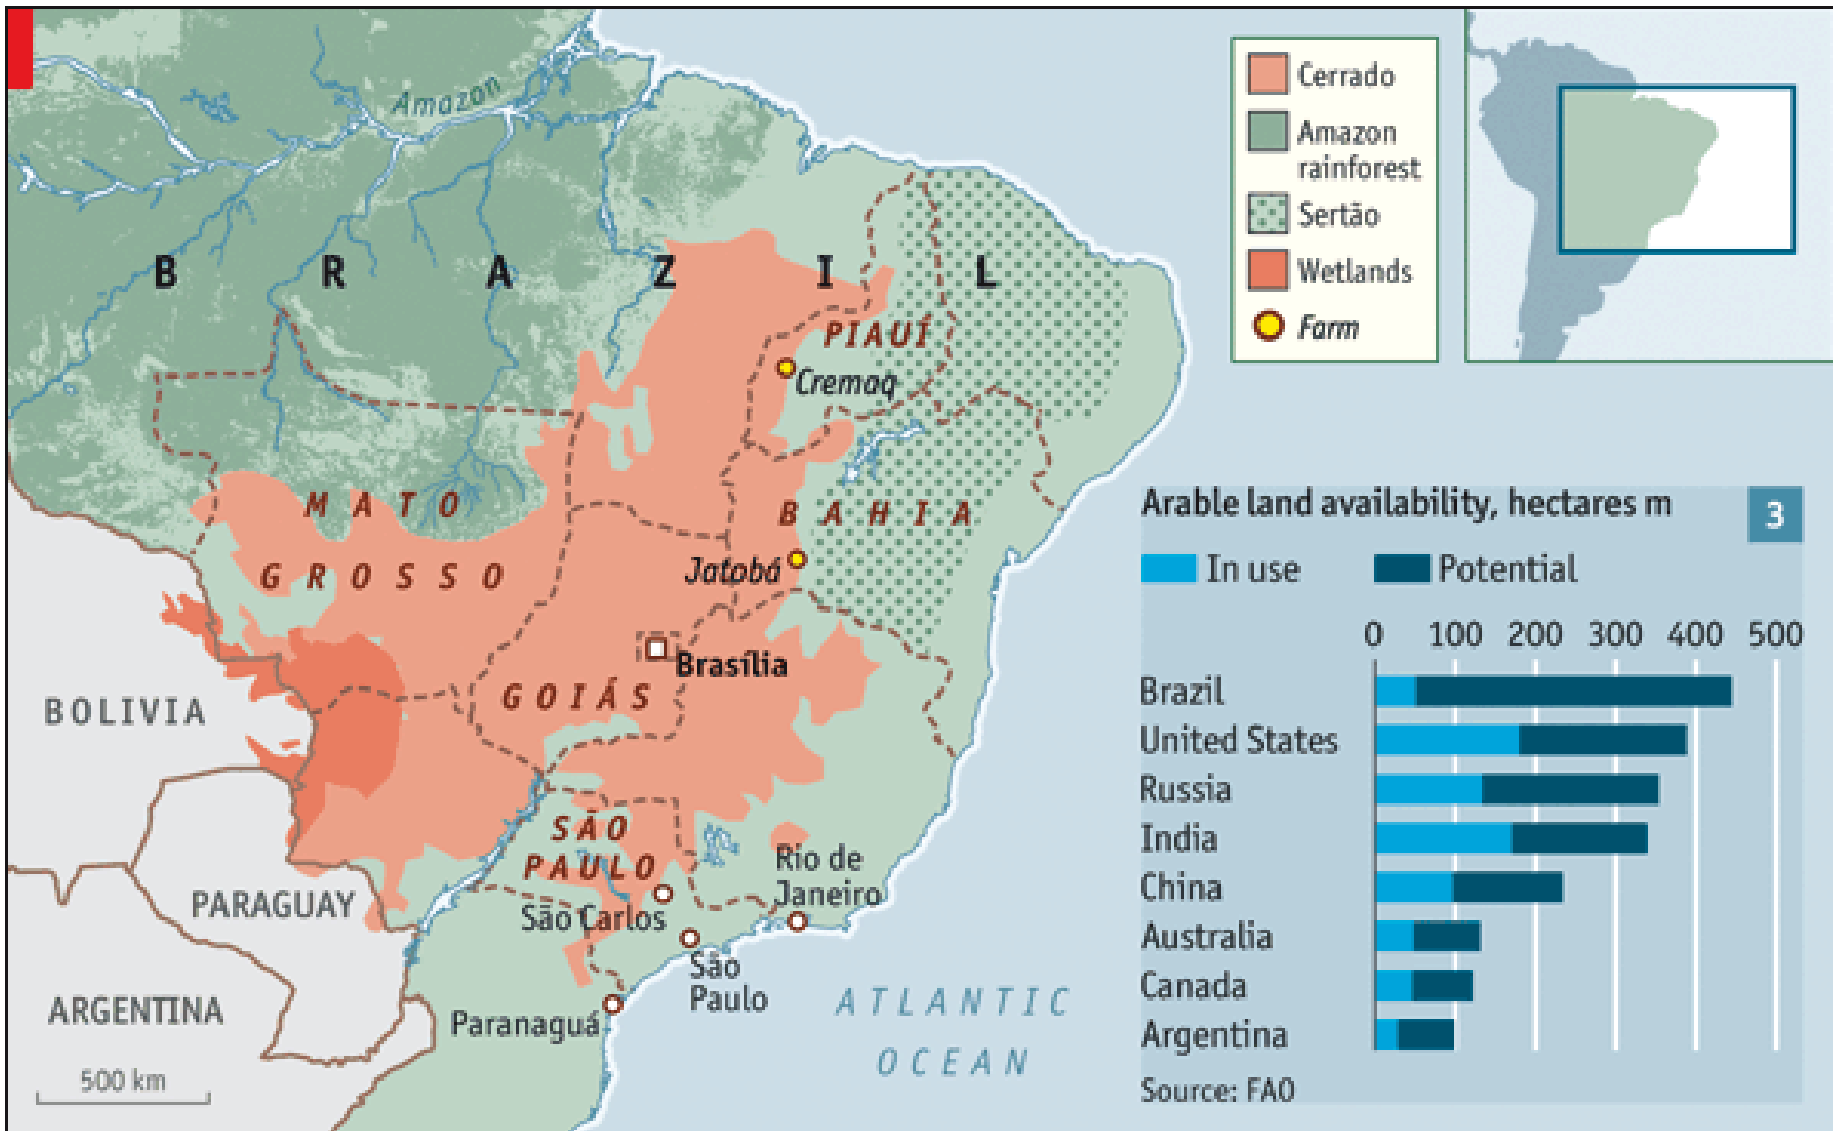 Amazon
B R A Z I L
PIAUÍ
Cremaq
MATO
GROSSO
BAHIA
Jatobá
Brasília
GOIÁS
BOLIVIA
SÃO
PAULO
Rio de
Janeiro
PARAGUAY
São Carlos
São
Paulo
ARGENTINA
Paranaguá
ATLANTIC
OCEAN
500 km
Cerrado
Amazon
rainforest
Sertão
Wetlands
Farm
Arable land availability, hectares m
3
In use
Potential
0 100 200 300 400 500
Brazil
United States
Russia
India
China
Australia
Canada
Argentina
Source: FAO